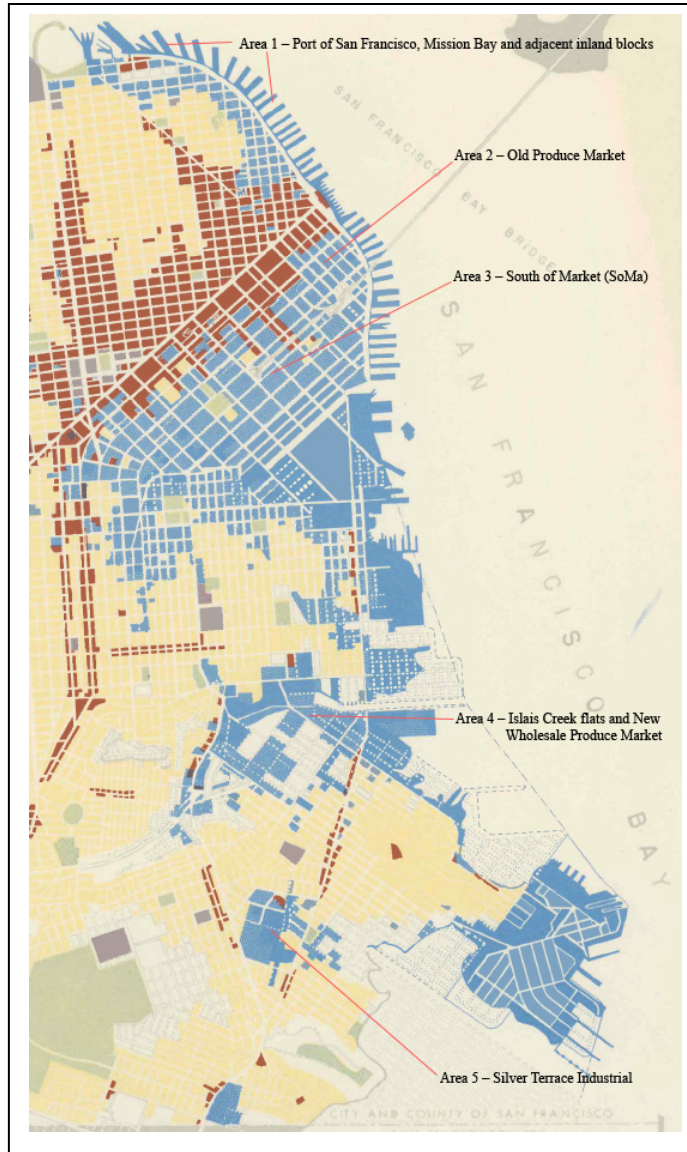 Area 1 – Port of San Francisco, Mission Bay and adjacent inland blocks
SAN FRANCISCO BAY BRIDGE
Area 2 – Old Produce Market
Area 3 – South of Market (SoMa)
SAN FRANCISCO BAY
Area 4 – Islais Creek flats and New
Wholesale Produce Market
Area 5 – Silver Terrace Industrial
CITY AND COUNTY OF SAN FRANCISCO